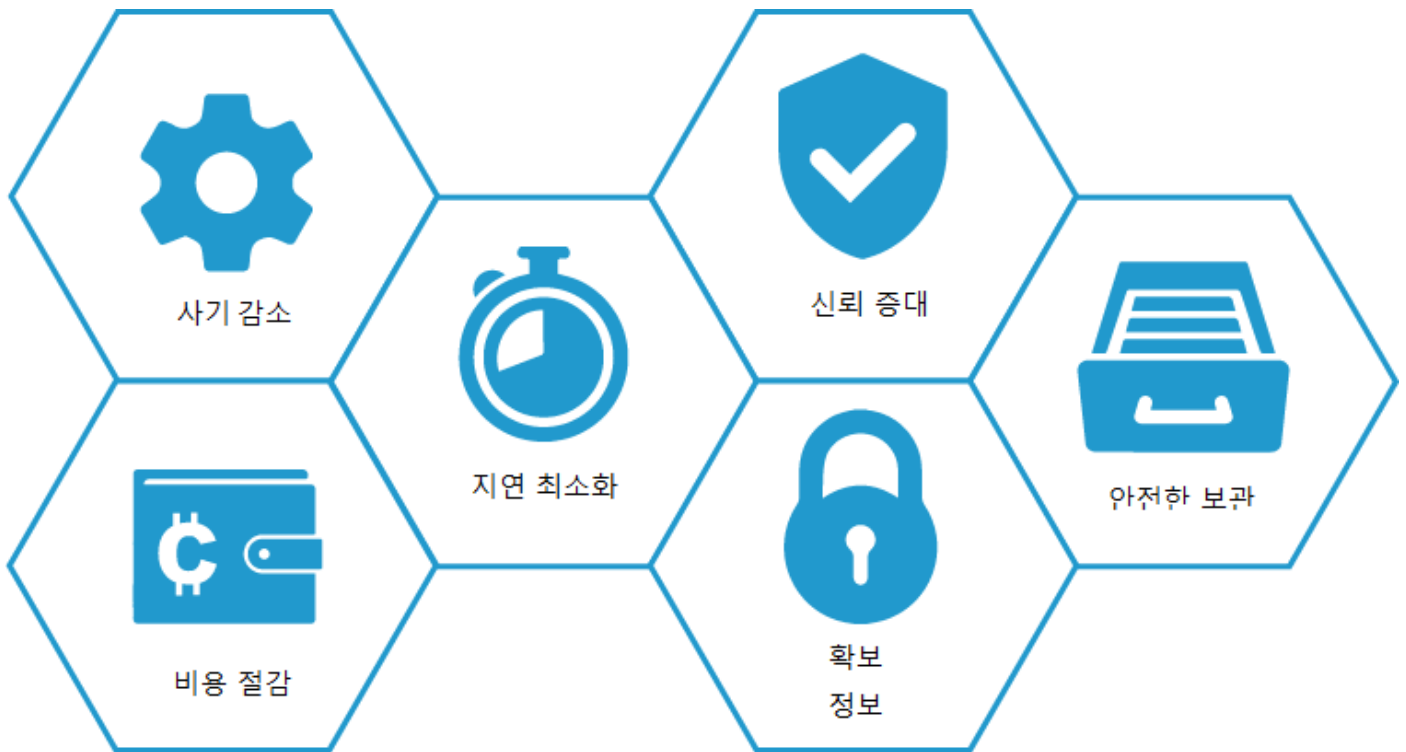 사기 감소
신뢰 증대
지연 최소화
안전한 보관
비용 절감
확보
정보